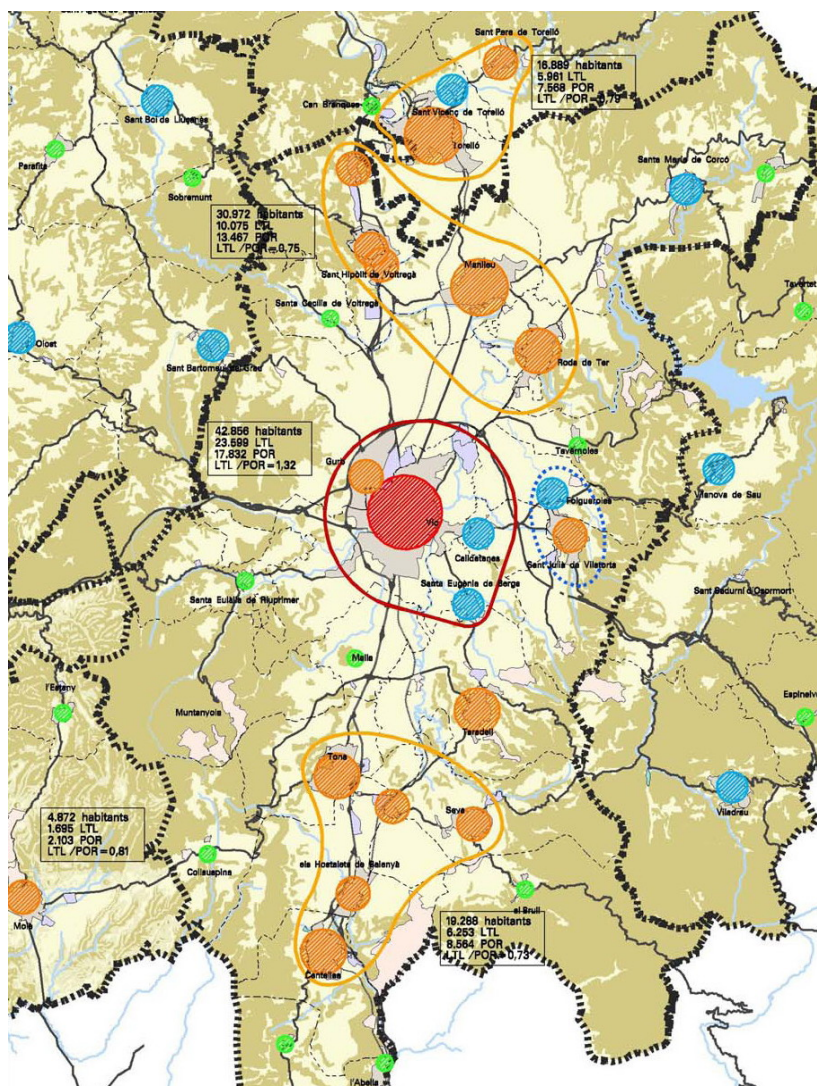 Sant Pere de Torelló
16.889 habitants
5.961 LTL
7.568 POR
LTL /POR=0,79
Sant Boi de Lluçanès
Can Branques
Sant Vicenç de Torelló
Torelló
Perafita
Sobremunt
Santa Maria de Corcó
30.972 habitants
10.075 LTL
13.467 POR
LTL /POR=0,75
Sant Hipòlit de Voltregà
Manlleu
Tavertet
Santa Cecília de Voltregà
Olost
Sant Bartomeu del Grau
Roda de Ter
42.856 habitants
23.599 LTL
17.832 POR
LTL /POR=1,32
Gurb
Tavèrnoles
Vilanova de Sau
Folgueroles
Vic
Calldetenes
Sant Julià de Vilatorta
Santa Eugènia de Berga
Santa Eulàlia de Riuprimer
Sant Sadurní d'Osormort
Malla
l'Estany
Muntanyola
Taradell
Espinelves
Tona
Viladrau
Seva
4.872 habitants
1.695 LTL
2.103 POR
LTL /POR=0,81
Collsuspina
els Hostalets de Balenyà
Moià
el Brull
19.288 habitants
6.253 LTL
8.564 POR
LTL /POR=0,73
Centelles
l'Abella